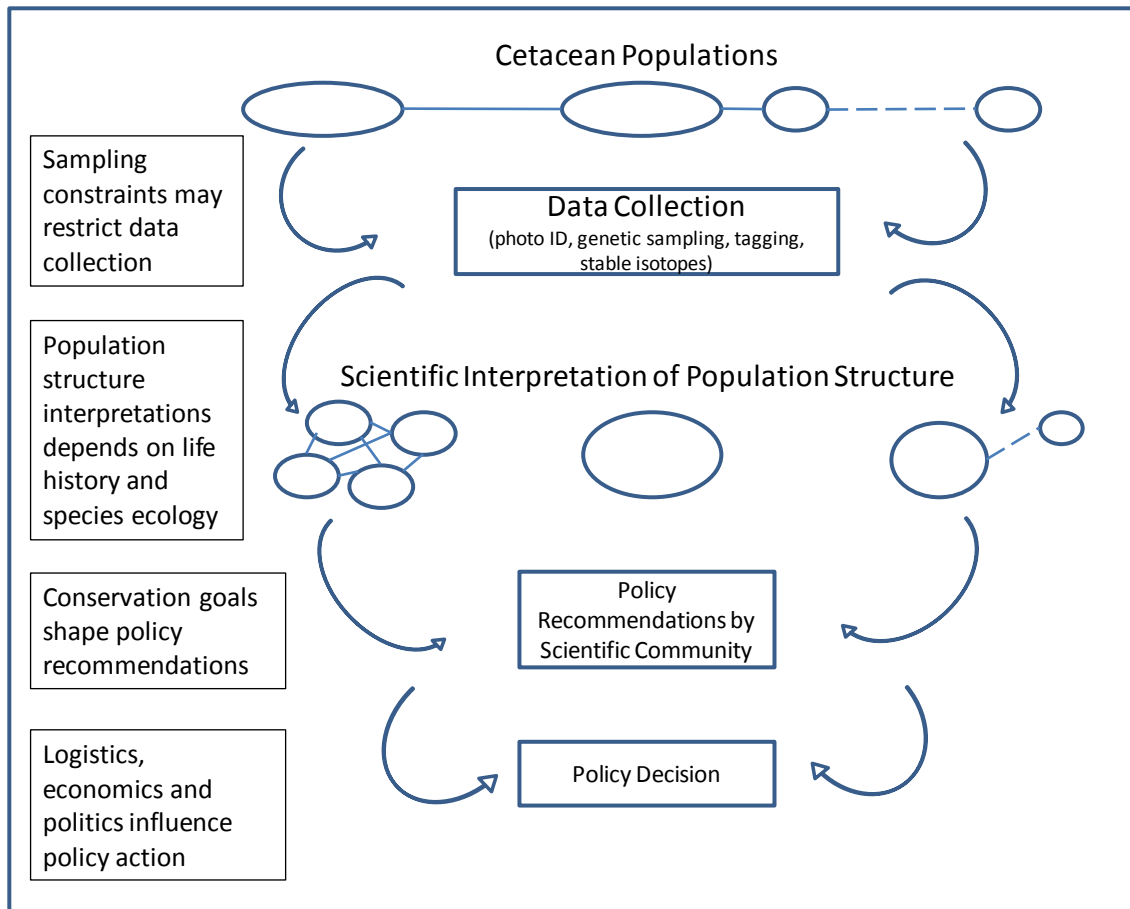 Cetacean Populations
Sampling
constraints may
restrict data
collection
Data Collection
(photo ID, genetic sampling, tagging,
stable isotopes)
Population
structure
interpretations
depends on life
history and
species ecology
Scientific Interpretation of Population Structure
Conservation goals
shape policy
recommendations
Policy
Recommendations by
Scientific Community
Logistics,
economics and
politics influence
policy action
Policy Decision